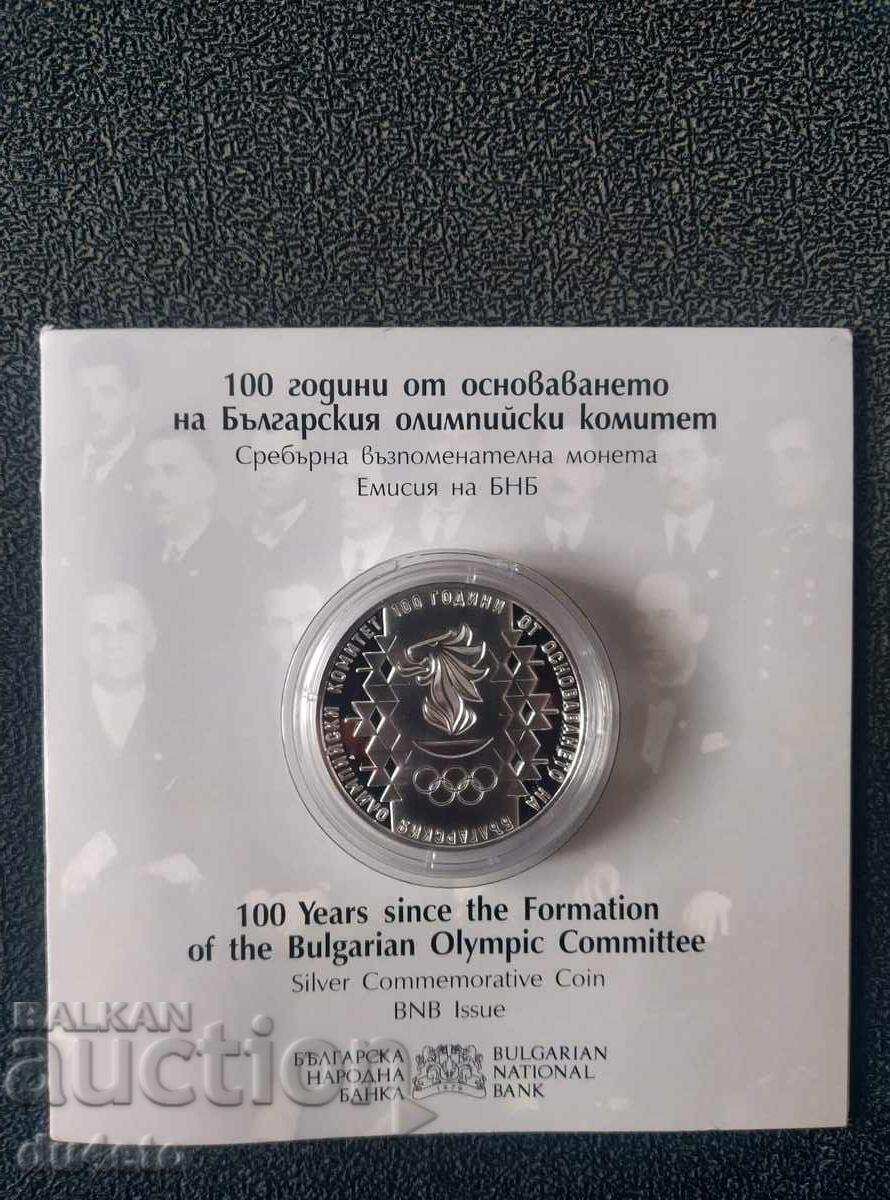 100 години от основаването
на Българския олимпийски комитет
Сребърна възпоменателна монета
Емисия на БНБ
100 ГОДИНИ ОТ ОСНОВАВАНЕТО НА БЪЛГАРСКИЯ ОЛИМПИЙСКИ КОМИТЕТ
100 Years since the Formation
of the Bulgarian Olympic Committee
Silver Commemorative Coin
BNB Issue
БЪЛГАРСКА
НАРОДНА
БАНКА
1879
BULGARIAN
NATIONAL
BANK
BALKAN
auction
du4eto